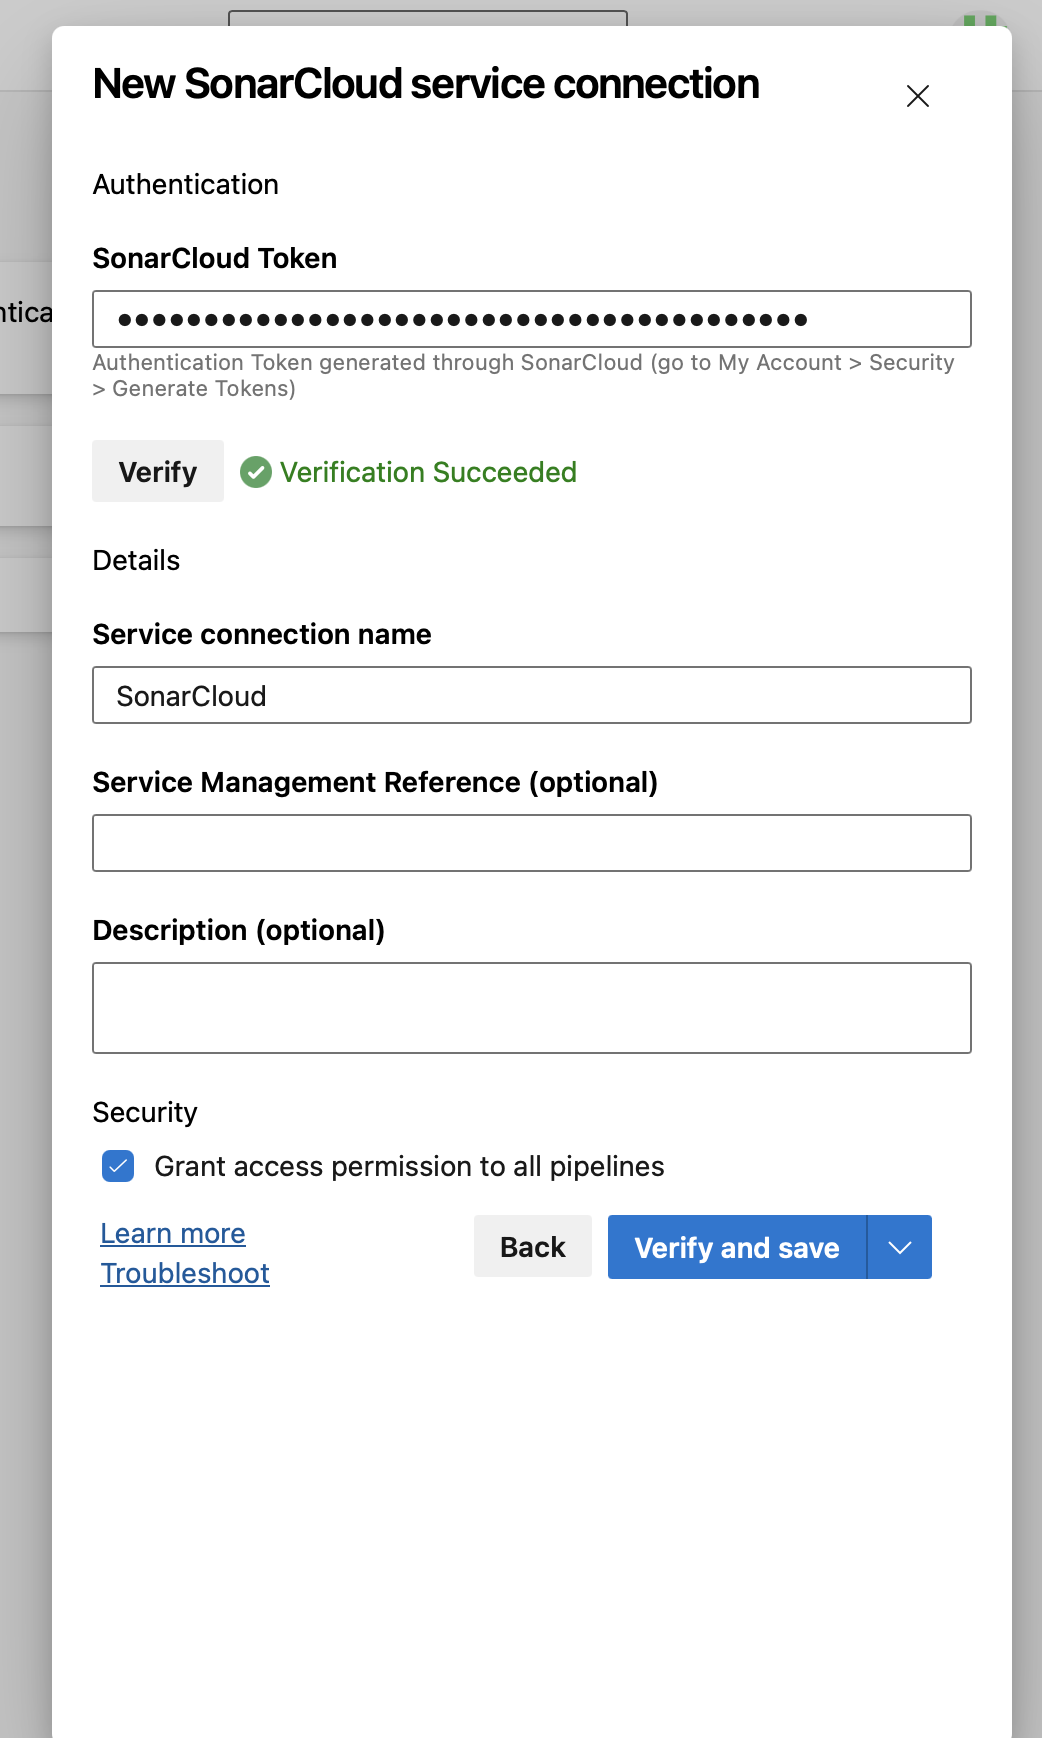 New SonarCloud service connection
Authentication
SonarCloud Token
••••••••••••••••••••••••••••••••••••••••
Authentication Token generated through SonarCloud (go to My Account > Security
> Generate Tokens)
Verify
Verification Succeeded
Details
Service connection name
SonarCloud
Service Management Reference (optional)
Description (optional)
Security
Grant access permission to all pipelines
Learn more
Troubleshoot
Back
Verify and save
ntica